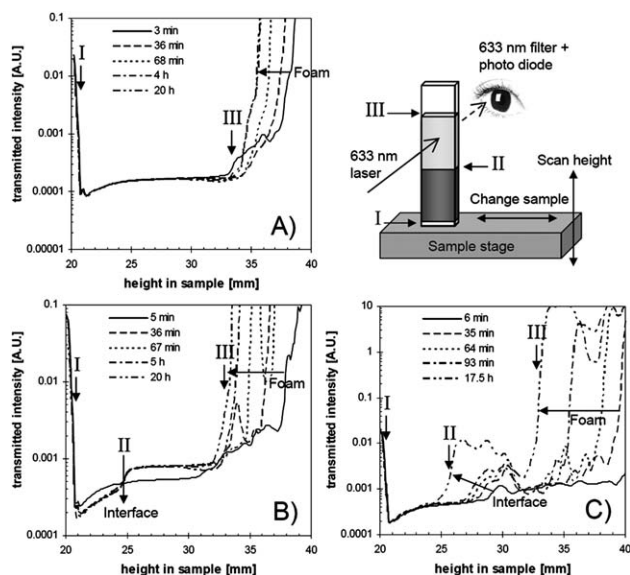 transmitted intensity [A.U.]
0.1
0.01
0.001
0.0001
0.00001
I
III
Foam
3 min
36 min
68 min
4 h
20 h
A)
20 25 30 35 40
height in sample [mm]
633 nm filter +
photo diode
III
633 nm
laser
II
I
Scan height
Change sample
Sample stage
transmitted intensity [A.U.]
0.1
0.01
0.001
0.0001
I
II
III
Foam
Interface
5 min
36 min
67 min
5 h
20 h
B)
20 25 30 35 40
height in sample [mm]
transmitted intensity [A.U.]
10
1
0.1
0.01
0.001
0.0001
I
II
III
Foam
Interface
6 min
35 min
64 min
93 min
17.5 h
C)
20 25 30 35 40
height in sample [mm]